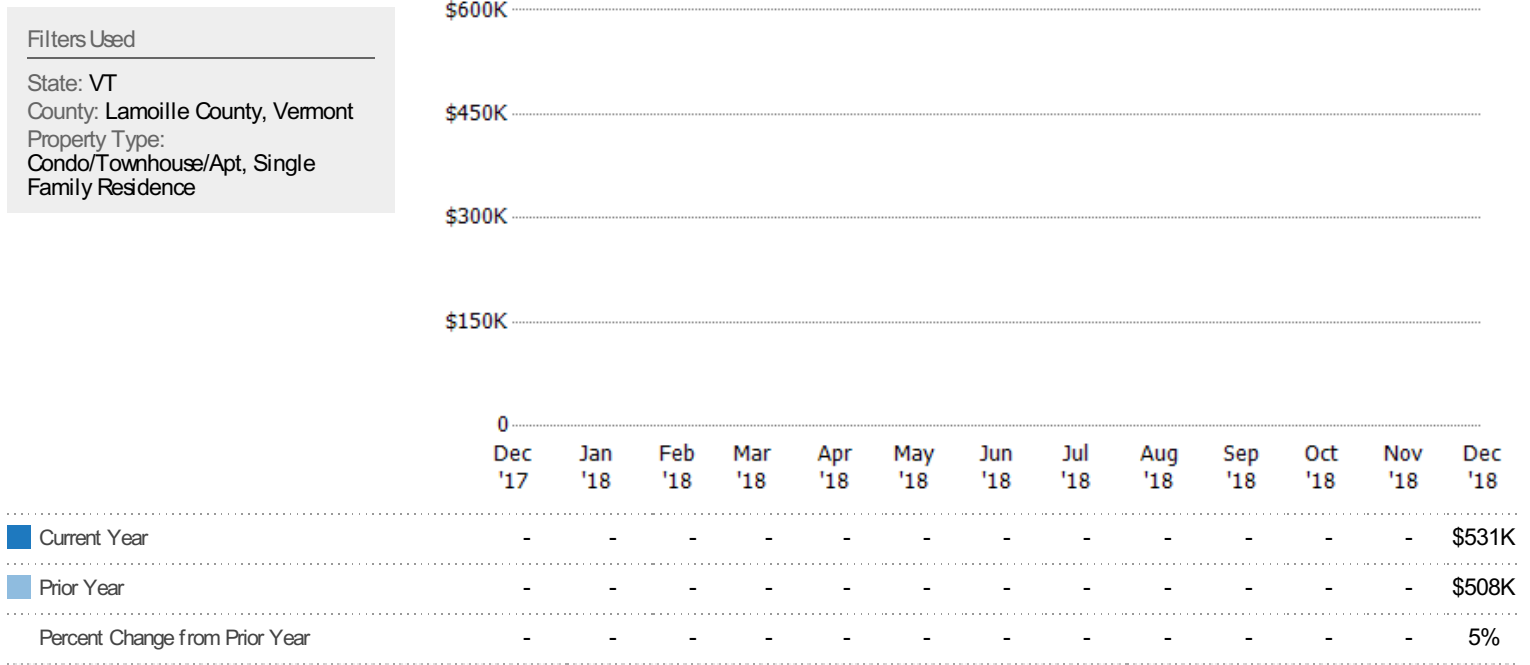 Filters Used
State: VT
County: Lamoille County, Vermont
Property Type:
Condo/Townhouse/Apt, Single
Family Residence
$600K
$450K
$300K
$150K
0
Dec Jan Feb Mar Apr May Jun Jul Aug Sep Oct Nov Dec
'17 '18 '18 '18 '18 '18 '18 '18 '18 '18 '18 '18 '18
Current Year - - - - - - - - - - - - $531K
Prior Year - - - - - - - - - - - - $508K
Percent Change from Prior Year - - - - - - - - - - - - 5%